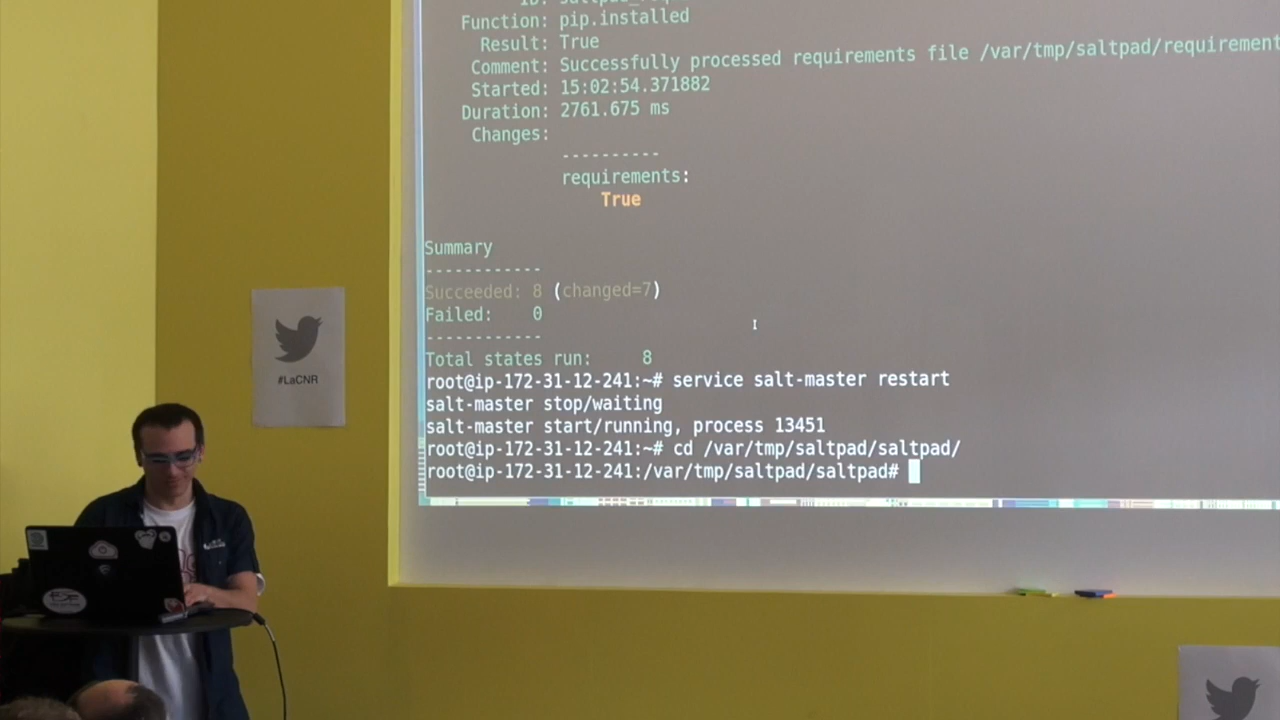 Function: pip.installed
Result: True
Comment: Successfully processed requirements file /var/tmp/saltpad/requirement
Started: 15:02:54.371882
Duration: 2761.675 ms
Changes:
----------
requirements:
True
Summary
------------
Succeeded: 8 (changed=7)
Failed: 0
------------
Total states run: 8
root@ip-172-31-12-241:~# service salt-master restart
salt-master stop/waiting
salt-master start/running, process 13451
root@ip-172-31-12-241:~# cd /var/tmp/saltpad/saltpad/
root@ip-172-31-12-241:/var/tmp/saltpad/saltpad#
#LaCNR